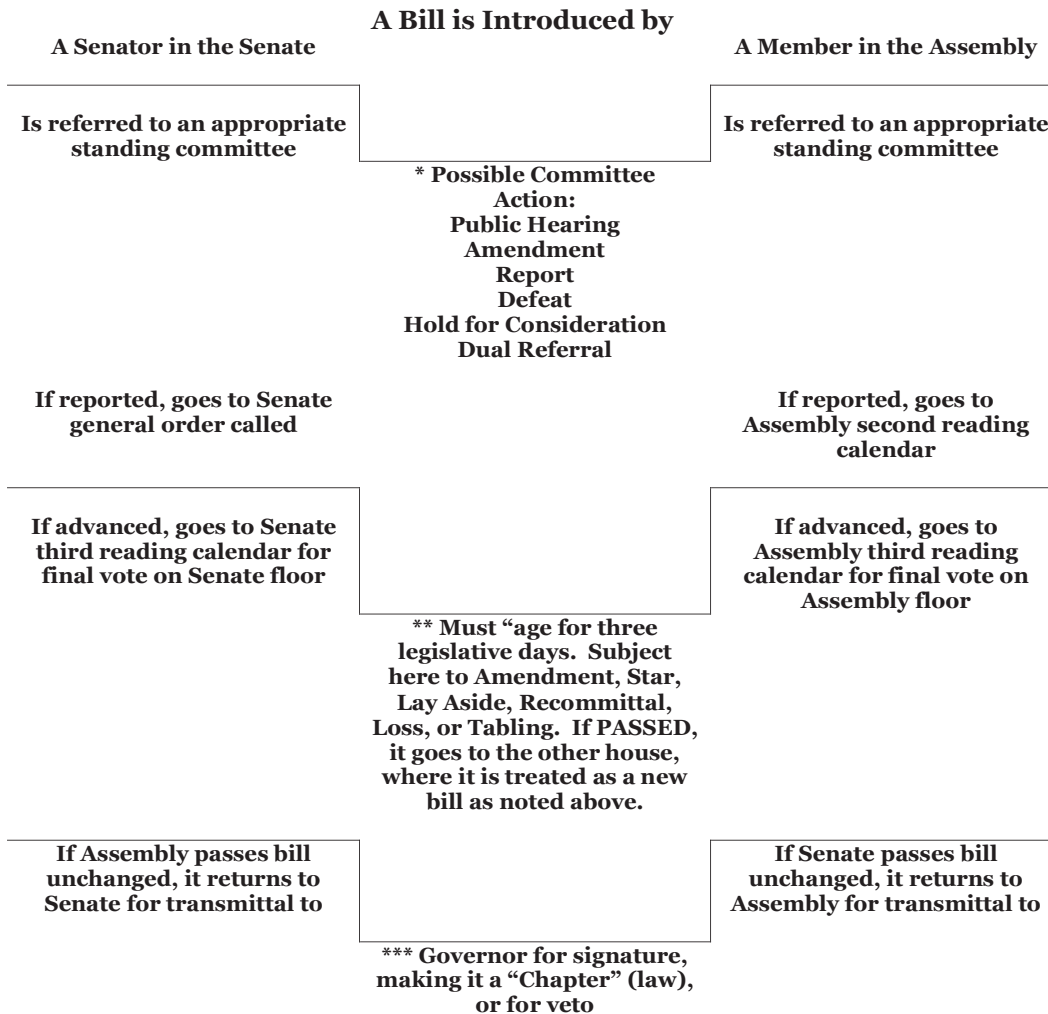 A Bill is Introduced by
A Senator in the Senate
A Member in the Assembly
Is referred to an appropriate
standing committee
Is referred to an appropriate
standing committee
* Possible Committee
Action:
Public Hearing
Amendment
Report
Defeat
Hold for Consideration
Dual Referral
If reported, goes to Senate
general order called
If reported, goes to
Assembly second reading
calendar
If advanced, goes to Senate
third reading calendar for
final vote on Senate floor
If advanced, goes to
Assembly third reading
calendar for final vote on
Assembly floor
** Must “age for three
legislative days.  Subject
here to Amendment, Star,
Lay Aside, Recommittal,
Loss, or Tabling.  If PASSED,
it goes to the other house,
where it is treated as a new
bill as noted above.
If Assembly passes bill
unchanged, it returns to
Senate for transmittal to
If Senate passes bill
unchanged, it returns to
Assembly for transmittal to
*** Governor for signature,
making it a “Chapter” (law),
or for veto